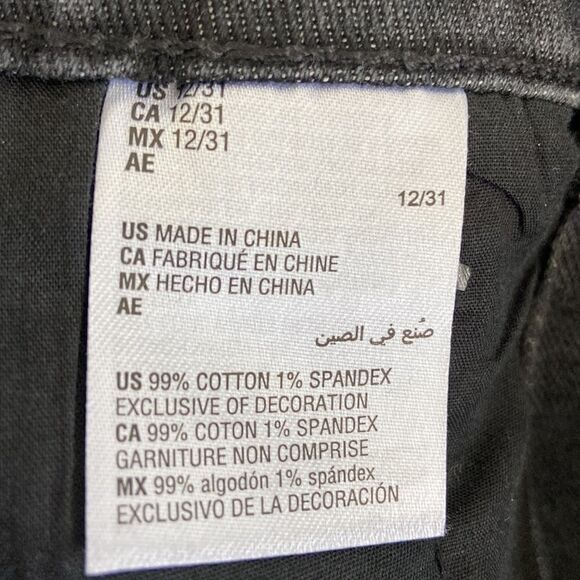 US 12/31
CA 12/31
MX 12/31
AE
12/31
US MADE IN CHINA
CA FABRIQUÉ EN CHINE
MX HECHO EN CHINA
AE
صُنع في الصين
US 99% COTTON 1% SPANDEX
EXCLUSIVE OF DECORATION
CA 99% COTON 1% SPANDEX
GARNITURE NON COMPRISE
MX 99% algodón 1% spándex
EXCLUSIVO DE LA DECORACIÓN